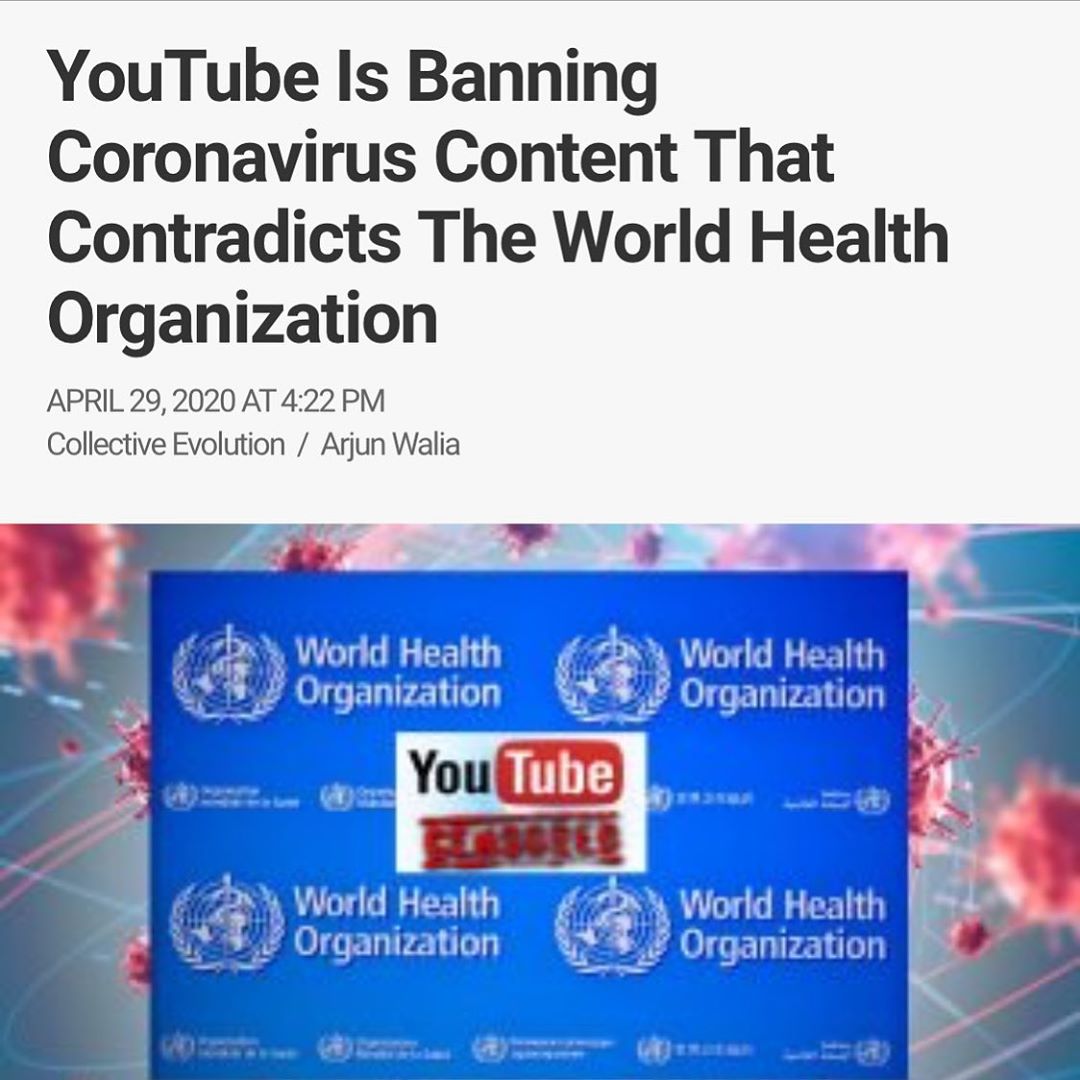 YouTube Is Banning
Coronavirus Content That
Contradicts The World Health
Organization
APRIL 29, 2020 AT 4:22 PM
Collective Evolution / Arjun Walia
World Health
Organization
World Health
Organization
YouTube
CENSORED
World Health
Organization
World Health
Organization